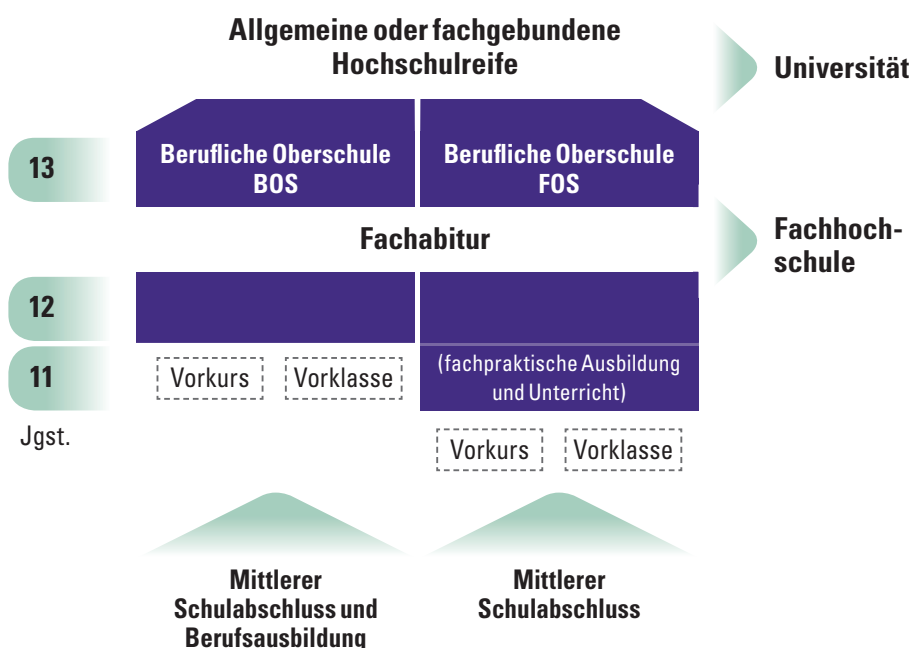 Allgemeine oder fachgebundene
Hochschulreife
Universität
13
Berufliche Oberschule
BOS
Berufliche Oberschule
FOS
Fachabitur
Fachhoch-
schule
12
11
Vorkurs
Vorklasse
(fachpraktische Ausbildung
und Unterricht)
Jgst.
Vorkurs
Vorklasse
Mittlerer
Schulabschluss und
Berufsausbildung
Mittlerer
Schulabschluss